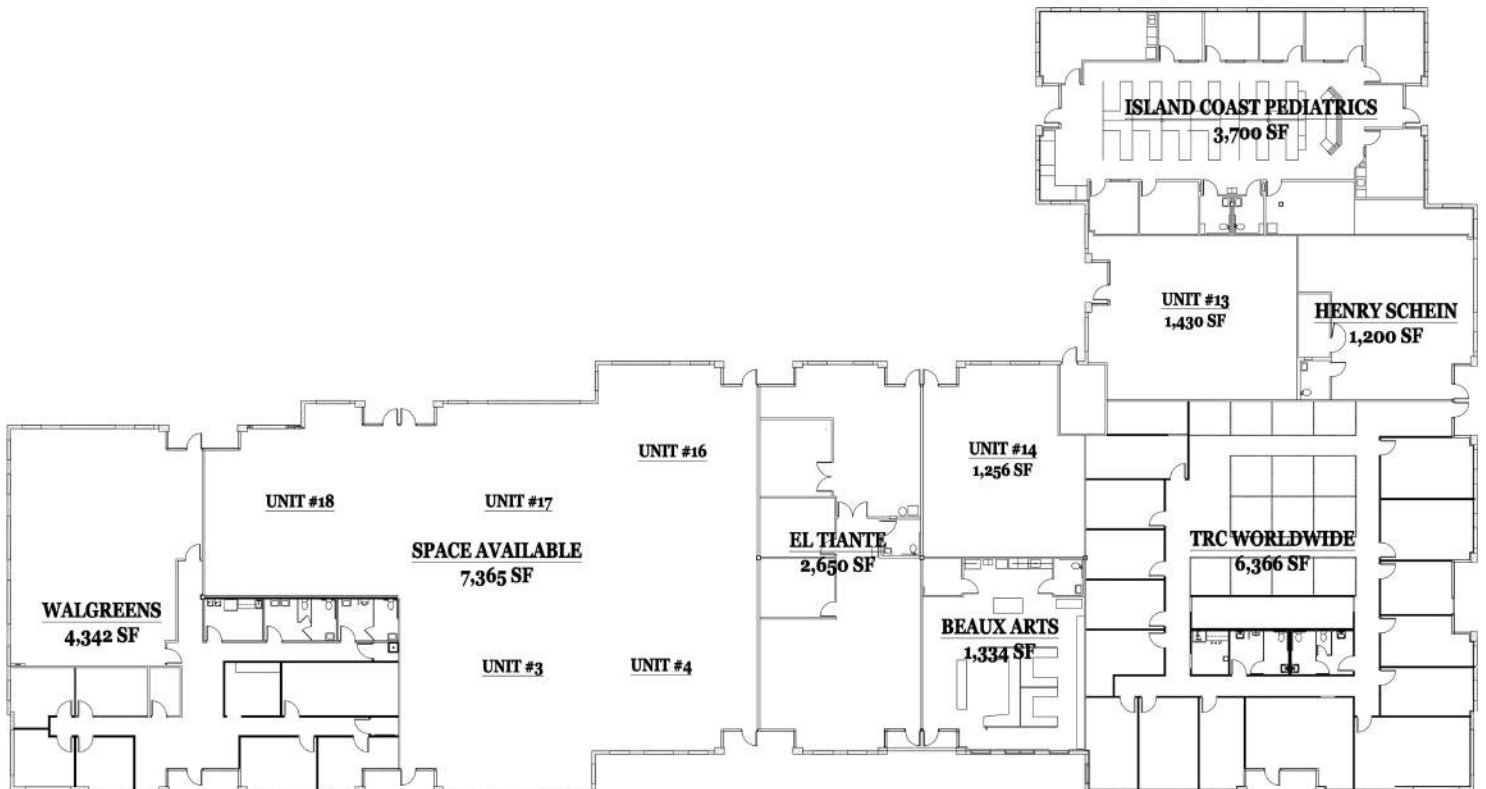 ISLAND COAST PEDIATRICS
3,700 SF
UNIT #13
1,430 SF
HENRY SCHEIN
1,200 SF
UNIT #16
UNIT #14
1,256 SF
UNIT #18
UNIT #17
SPACE AVAILABLE
7,365 SF
EL TIANTE
2,650 SF
TRC WORLDWIDE
6,366 SF
WALGREENS
4,342 SF
BEAUX ARTS
1,334 SF
UNIT #3
UNIT #4